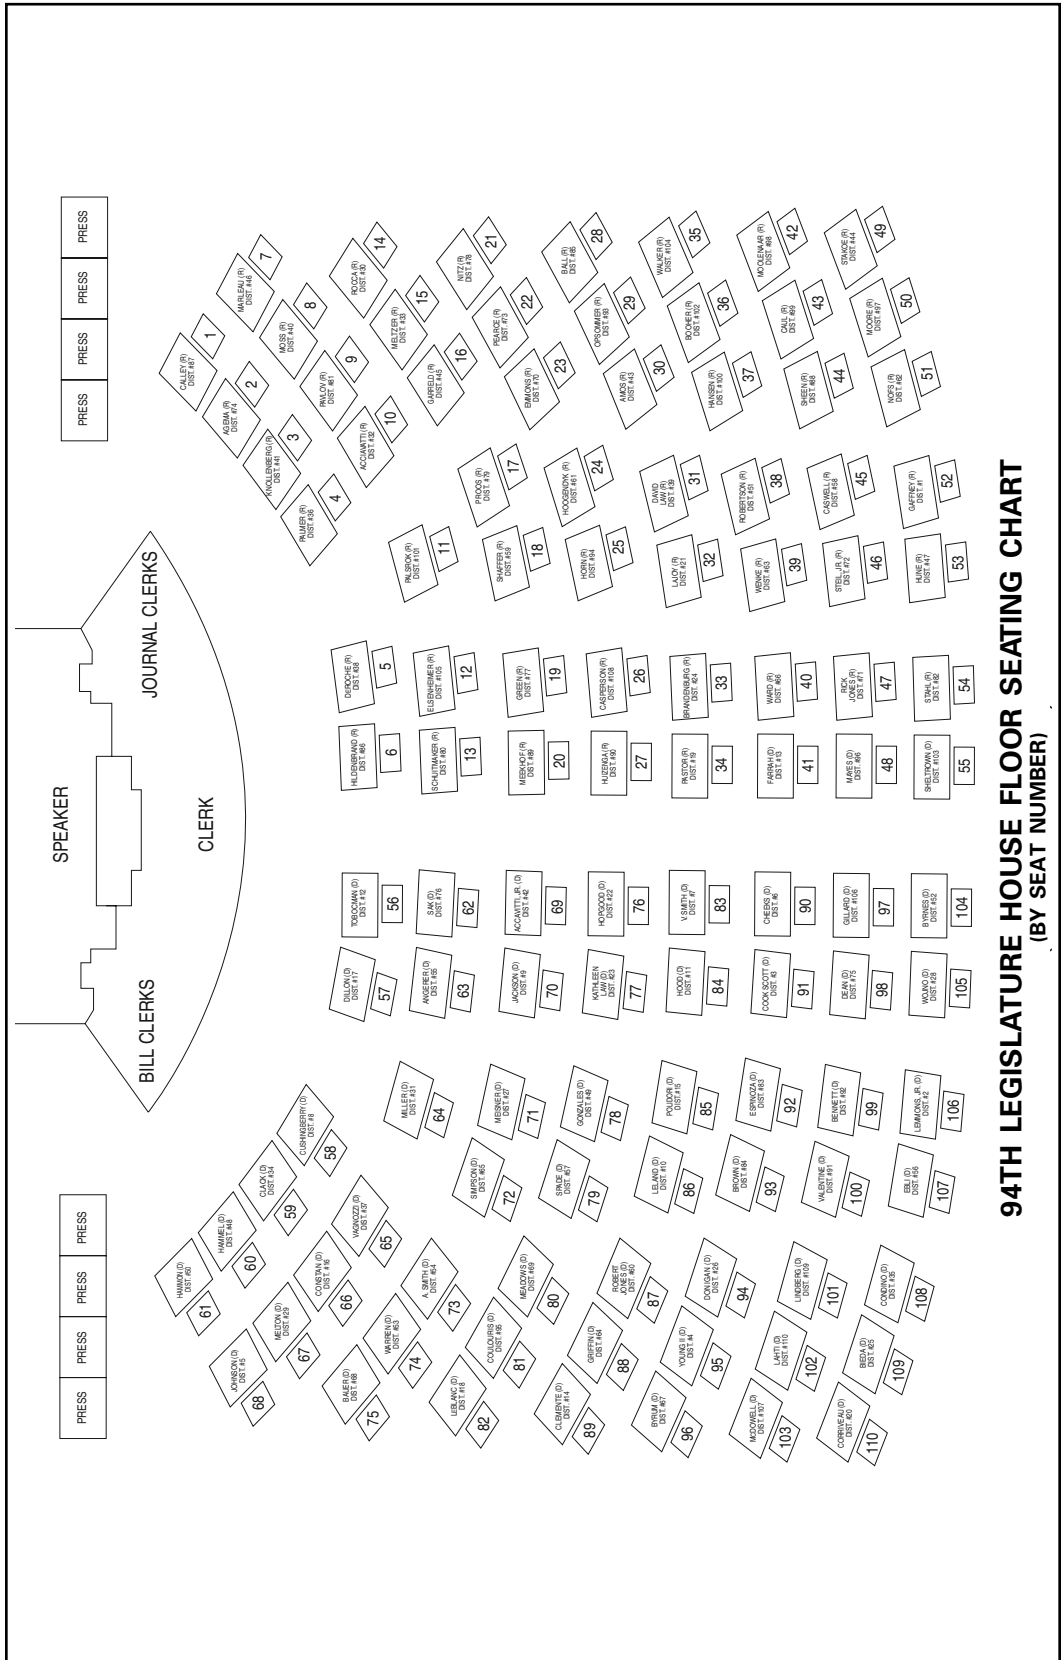 PRESS
PRESS
PRESS
PRESS
SPEAKER
PRESS
PRESS
PRESS
PRESS
BILL CLERKS
CLERK
JOURNAL CLERKS
CALLEY (R)
DIST. #87
1
AGEMA (R)
DIST. #74
2
KNOLLENBERG (R)
DIST. #41
3
PALMER (R)
DIST. #36
4
DEROCHE (R)
DIST. #38
5
HILDENBRAND (R)
DIST. #86
6
MARLEAU (R)
DIST. #46
7
MOSS (R)
DIST. #40
8
PAVLOV (R)
DIST. #81
9
ACCIAVATTI (R)
DIST. #32
10
PALSROK (R)
DIST. #101
11
ELSENHEIMER (R)
DIST. #105
12
SCHUITMAKER (R)
DIST. #80
13
ROCCA (R)
DIST. #30
14
MELTZER (R)
DIST. #33
15
GARFIELD (R)
DIST. #45
16
PROOS (R)
DIST. #79
17
SHAFFER (R)
DIST. #59
18
GREEN (R)
DIST. #77
19
MEEKHOF (R)
DIST. #89
20
NITZ (R)
DIST. #78
21
PEARCE (R)
DIST. #73
22
EMMONS (R)
DIST. #70
23
HOOGENDYK (R)
DIST. #61
24
HORN (R)
DIST. #94
25
CASPERSON (R)
DIST. #108
26
HUIZENGA (R)
DIST. #90
27
BALL (R)
DIST. #85
28
OPSOMMER (R)
DIST. #93
29
AMOS (R)
DIST. #43
30
DAVID
LAW (R)
DIST. #39
31
LAJOY (R)
DIST. #21
32
BRANDENBURG (R)
DIST. #24
33
PASTOR (R)
DIST. #19
34
WALKER (R)
DIST. #104
35
BOOHER (R)
DIST. #102
36
HANSEN (R)
DIST. #100
37
ROBERTSON (R)
DIST. #51
38
WENKE (R)
DIST. #63
39
WARD (R)
DIST. #66
40
FARRAH (D)
DIST. #13
41
MOOLENAAR (R)
DIST. #98
42
CAUL (R)
DIST. #99
43
SHEEN (R)
DIST. #88
44
CASWELL (R)
DIST. #58
45
STEIL, JR. (R)
DIST. #72
46
RICK
JONES (R)
DIST. #71
47
MAYES (D)
DIST. #96
48
STAKOE (R)
DIST. #44
49
MOORE (R)
DIST. #97
50
NOFS (R)
DIST. #62
51
GAFFNEY (R)
DIST. #1
52
HUNE (R)
DIST. #47
53
STAHL (R)
DIST. #82
54
SHELTROWN (D)
DIST. #103
55
TOBOCMAN (D)
DIST. #12
56
DILLON (D)
DIST. #17
57
CUSHINGBERRY (D)
DIST. #8
58
CLACK (D)
DIST. #34
59
HAMMEL (D)
DIST. #48
60
HAMMON (D)
DIST. #50
61
SAK (D)
DIST. #76
62
ANGERER (D)
DIST. #55
63
MILLER (D)
DIST. #31
64
VAGNOZZI (D)
DIST. #37
65
CONSTAN (D)
DIST. #16
66
MELTON (D)
DIST. #29
67
JOHNSON (D)
DIST. #5
68
ACCAVITTI, JR. (D)
DIST. #42
69
JACKSON (D)
DIST. #9
70
MEISNER (D)
DIST. #27
71
SIMPSON (D)
DIST. #65
72
A. SMITH (D)
DIST. #54
73
WARREN (D)
DIST. #53
74
BAUER (D)
DIST. #68
75
HOPGOOD (D)
DIST. #22
76
KATHLEEN
LAW (D)
DIST. #23
77
GONZALES (D)
DIST. #49
78
SPADE (D)
DIST. #57
79
MEADOWS (D)
DIST. #69
80
COULOURIS (D)
DIST. #95
81
LEBLANC (D)
DIST. #18
82
V. SMITH (D)
DIST. #7
83
HOOD (D)
DIST. #11
84
POLIDORI (D)
DIST. #15
85
LELAND (D)
DIST. #10
86
ROBERT
JONES (D)
DIST. #60
87
GRIFFIN (D)
DIST. #64
88
CLEMENTE (D)
DIST. #14
89
CHEEKS (D)
DIST. #6
90
COOK SCOTT (D)
DIST. #3
91
ESPINOZA (D)
DIST. #83
92
BROWN (D)
DIST. #84
93
DONIGAN (D)
DIST. #26
94
YOUNG II (D)
DIST. #4
95
BYRUM (D)
DIST. #67
96
GILLARD (D)
DIST. #106
97
DEAN (D)
DIST. #75
98
BENNETT (D)
DIST. #92
99
VALENTINE (D)
DIST. #91
100
LINDBERG (D)
DIST. #109
101
LAHTI (D)
DIST. #110
102
McDOWELL (D)
DIST. #107
103
BYRNES (D)
DIST. #52
104
WOJNO (D)
DIST. #28
105
LEMMONS, JR. (D)
DIST. #2
106
EBLI (D)
DIST. #56
107
CONDINO (D)
DIST. #35
108
BIEDA (D)
DIST. #25
109
CORRIVEAU (D)
DIST. #20
110
94TH LEGISLATURE HOUSE FLOOR SEATING CHART
(BY SEAT NUMBER)